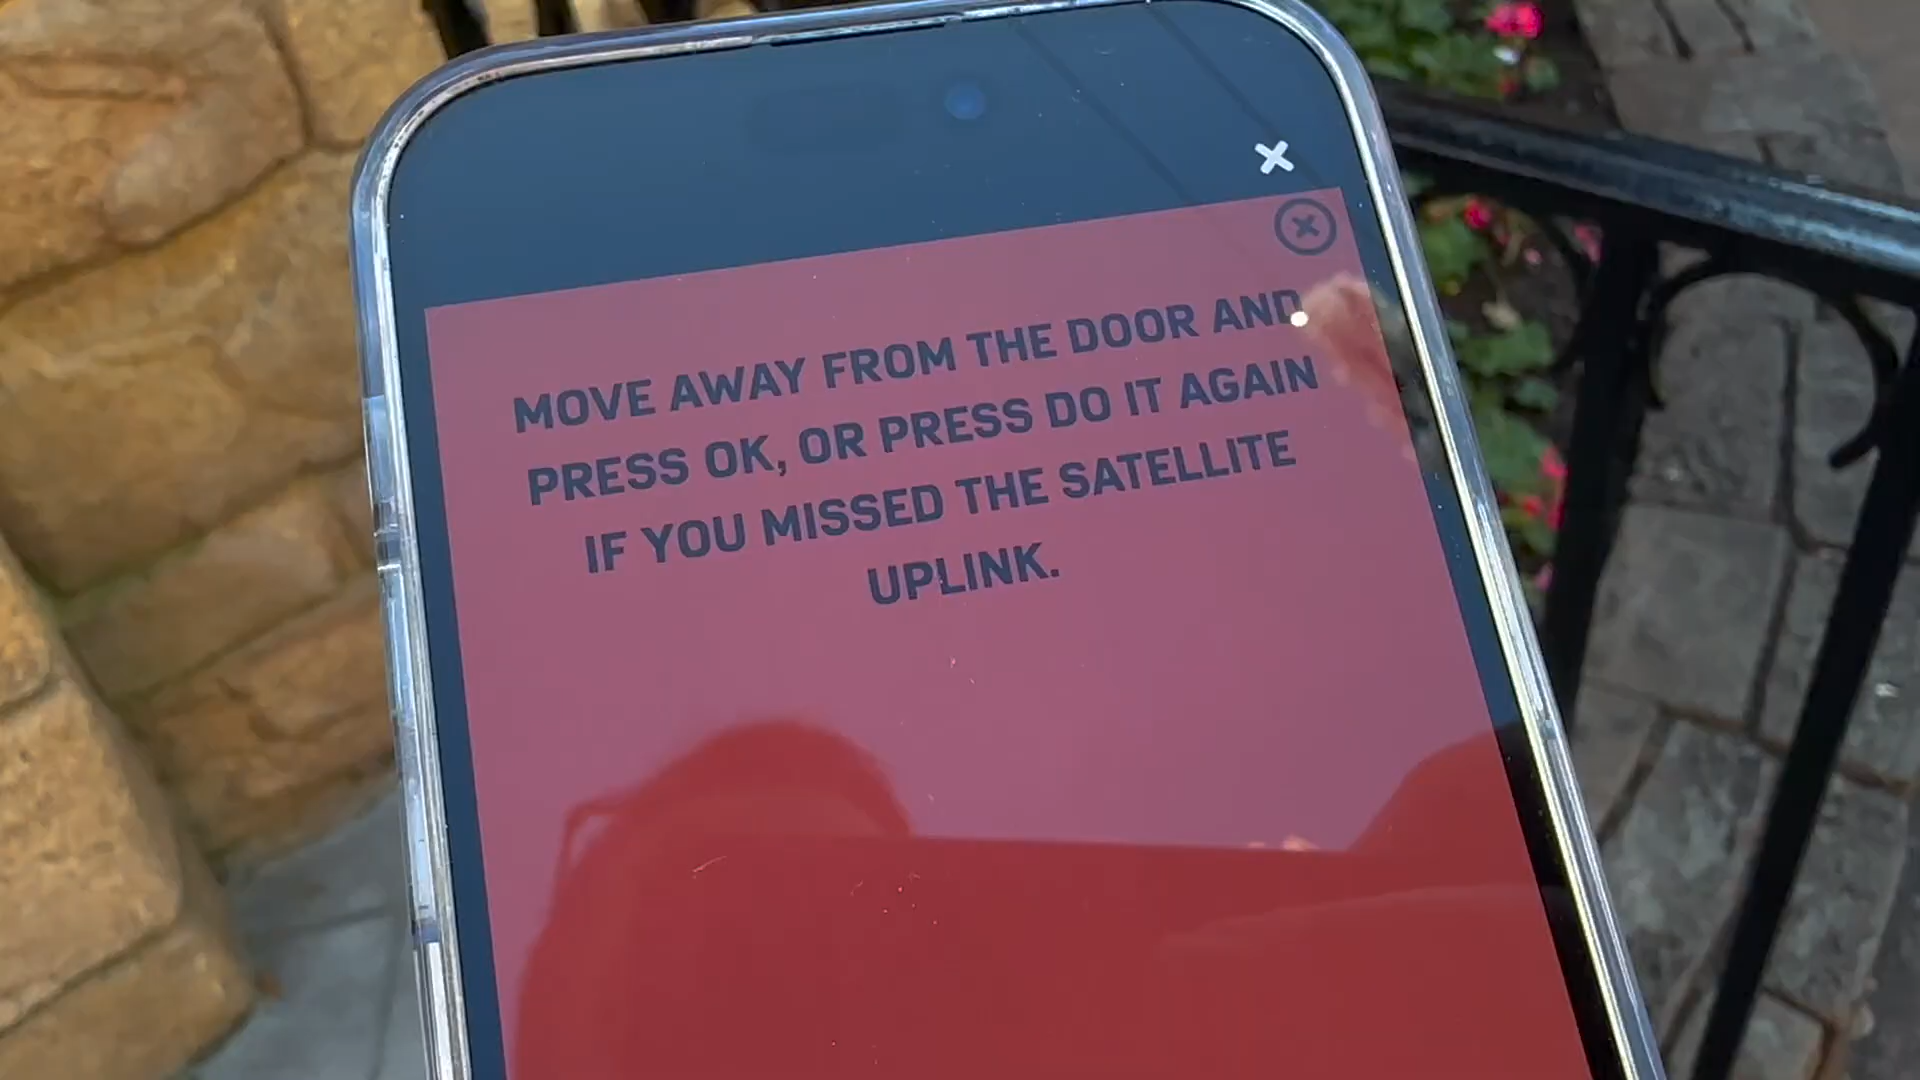 MOVE AWAY FROM THE DOOR AND
PRESS OK, OR PRESS DO IT AGAIN
IF YOU MISSED THE SATELLITE
UPLINK.